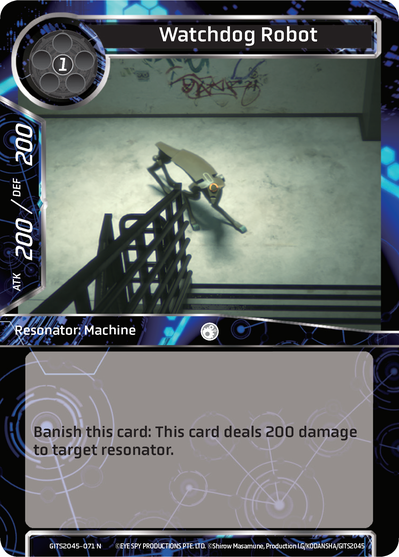 Watchdog Robot
1
ATK 200 / DEF 200
Resonator: Machine
Banish this card: This card deals 200 damage
to target resonator.
GITS2045-071 N ©EYE SPY PRODUCTIONS PTE. LTD. ©Shirow Masamune, Production I.G/KODANSHA/GITS2045